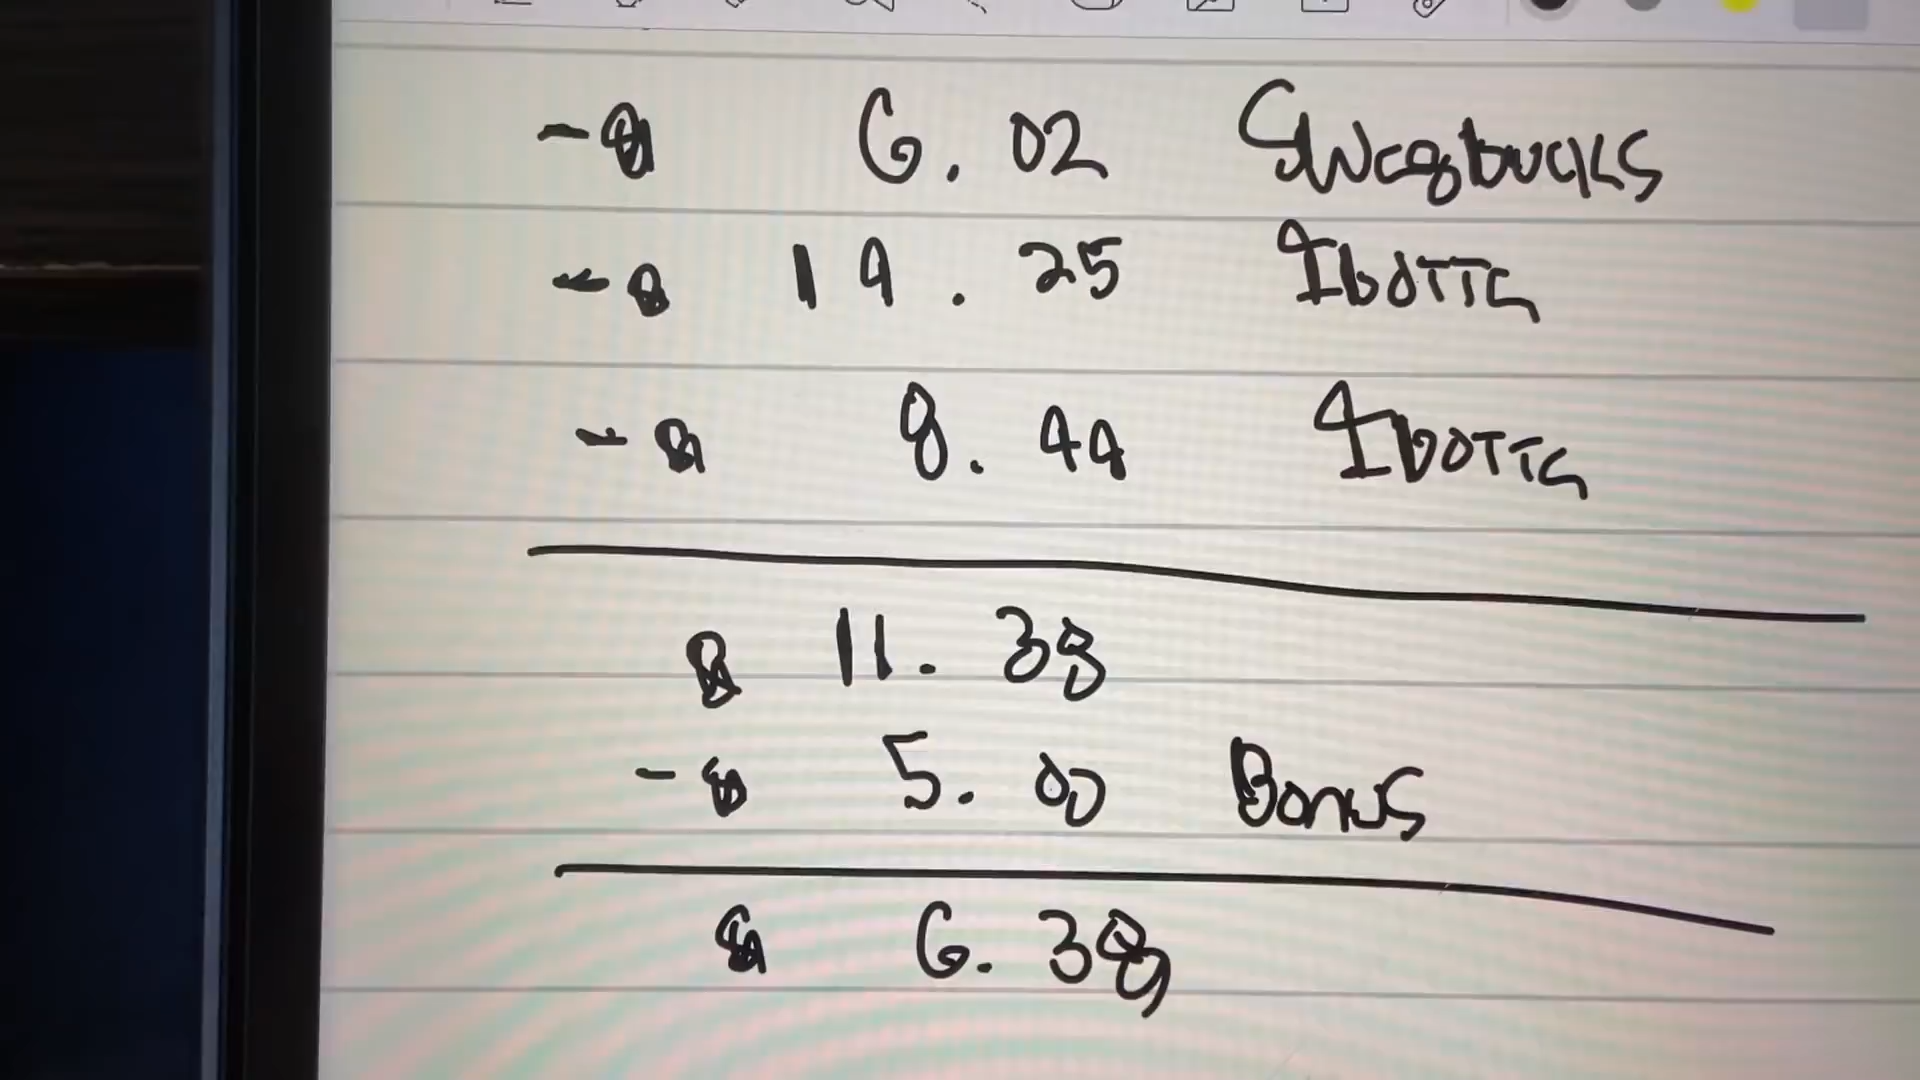 -$ 6.02 Swagbucks
-$ 19.25 Ibotta
-$ 8.44 Ibotta
$ 11.38
-$ 5.00 Bonus
$ 6.38